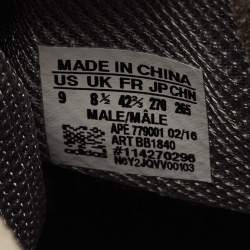 MADE IN CHINA
US UK FR JP CHN
9 8½ 42⅔ 270 265
MALE/MÂLE
APE 779001 02/16
ART BB1840
#114270296
N6Y2JQVV00103